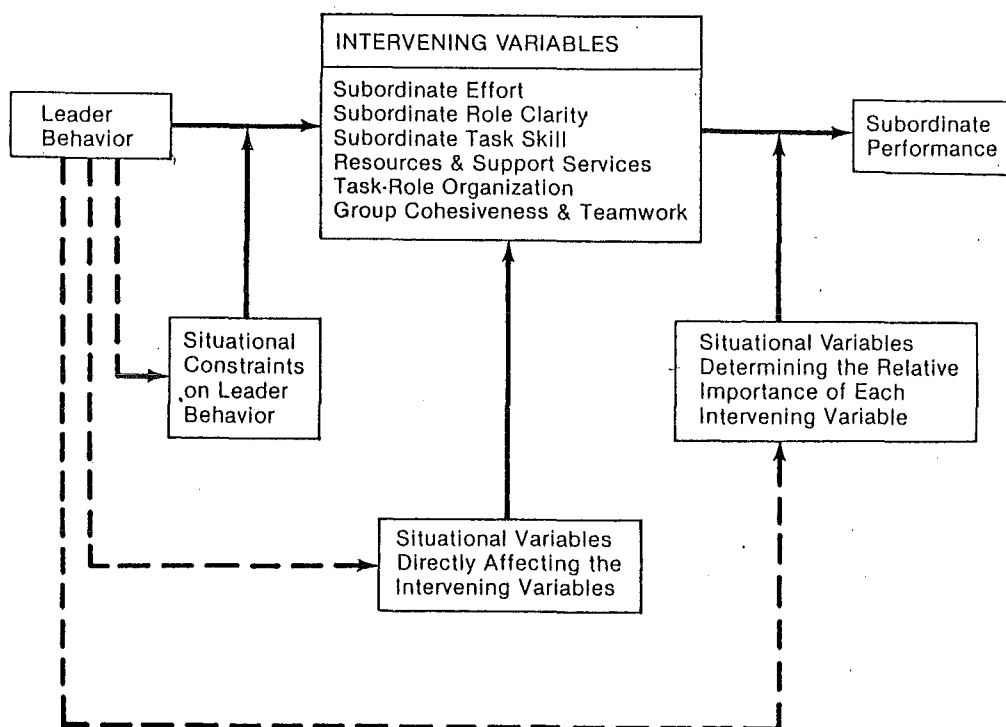 INTERVENING VARIABLES
Subordinate Effort
Subordinate Role Clarity
Subordinate Task Skill
Resources & Support Services
Task-Role Organization
Group Cohesiveness & Teamwork
Leader
Behavior
Subordinate
Performance
Situational
Constraints
on Leader
Behavior
Situational Variables
Determining the Relative
Importance of Each
Intervening Variable
Situational Variables
Directly Affecting the
Intervening Variables